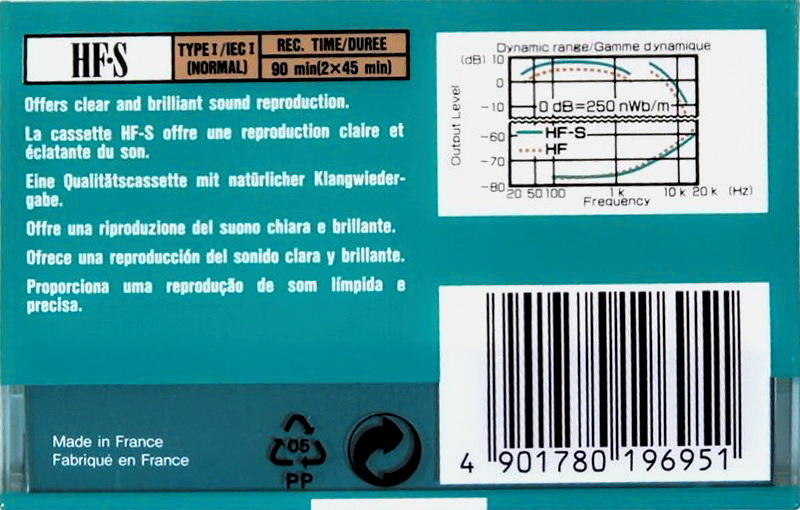 HF·S
TYPE I/IEC I
(NORMAL)
REC. TIME/DUREE
90 min(2×45 min)
Offers clear and brilliant sound reproduction.
La cassette HF-S offre une reproduction claire et
éclatante du son.
Eine Qualitätscassette mit natürlicher Klangwieder-
gabe.
Offre una riproduzione del suono chiara e brillante.
Ofrece una reproducción del sonido clara y brillante.
Proporciona uma reprodução de som límpida e
precisa.
Dynamic range/Gamme dynamique
(dB)
10
0
-10
0 dB=250 nWb/m
Output Level
HF-S
HF
-60
-70
-80
20 50 100 1 k 10 k 20 k (Hz)
Frequency
Made in France
Fabriqué en France
05
PP
4 901780 196951